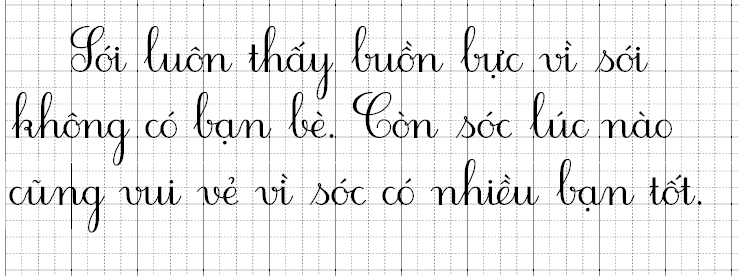 Sói luôn thấy buồn bực vì sói
không có bạn bè. Còn sóc lúc nào
cũng vui vẻ vì sóc có nhiều bạn tốt.